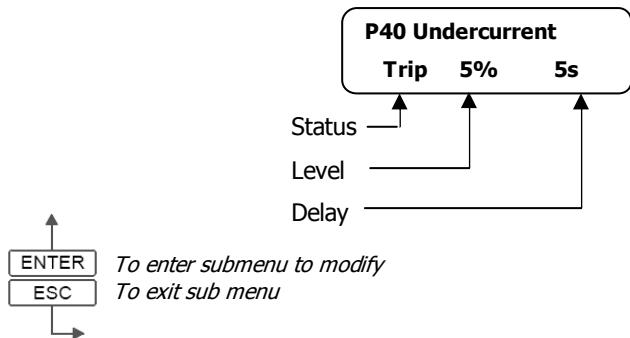 P40 Undercurrent
Trip 5% 5s
Status
Level
Delay
ENTER To enter submenu to modify
ESC To exit sub menu